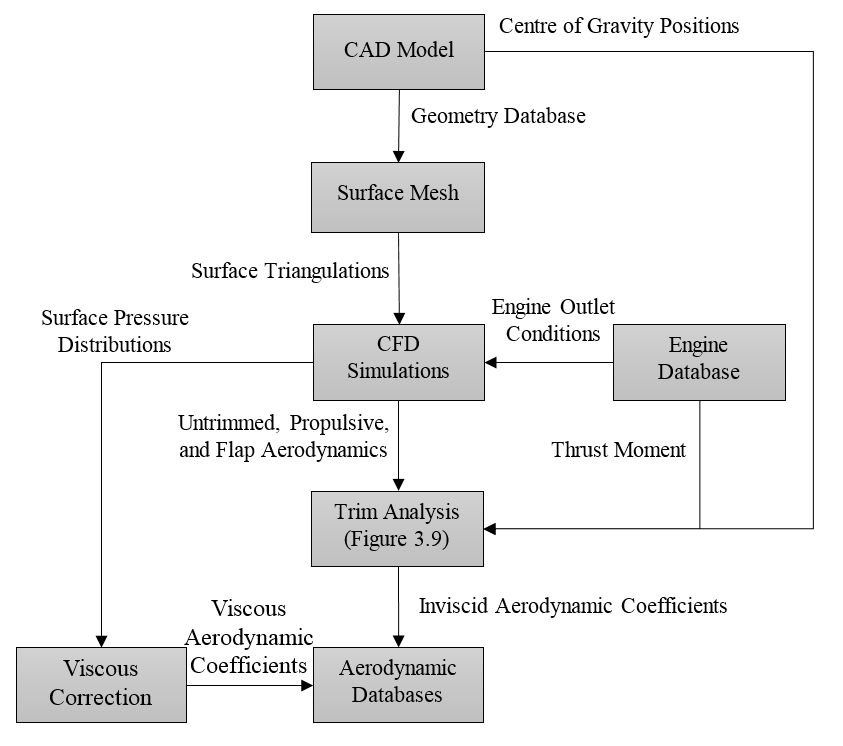 Centre of Gravity Positions
CAD Model
Geometry Database
Surface Mesh
Surface Triangulations
Surface Pressure
Distributions
CFD
Simulations
Engine Outlet
Conditions
Engine
Database
Untrimmed, Propulsive,
and Flap Aerodynamics
Thrust Moment
Trim Analysis
(Figure 3.9)
Inviscid Aerodynamic Coefficients
Viscous
Aerodynamic
Coefficients
Viscous
Correction
Aerodynamic
Databases